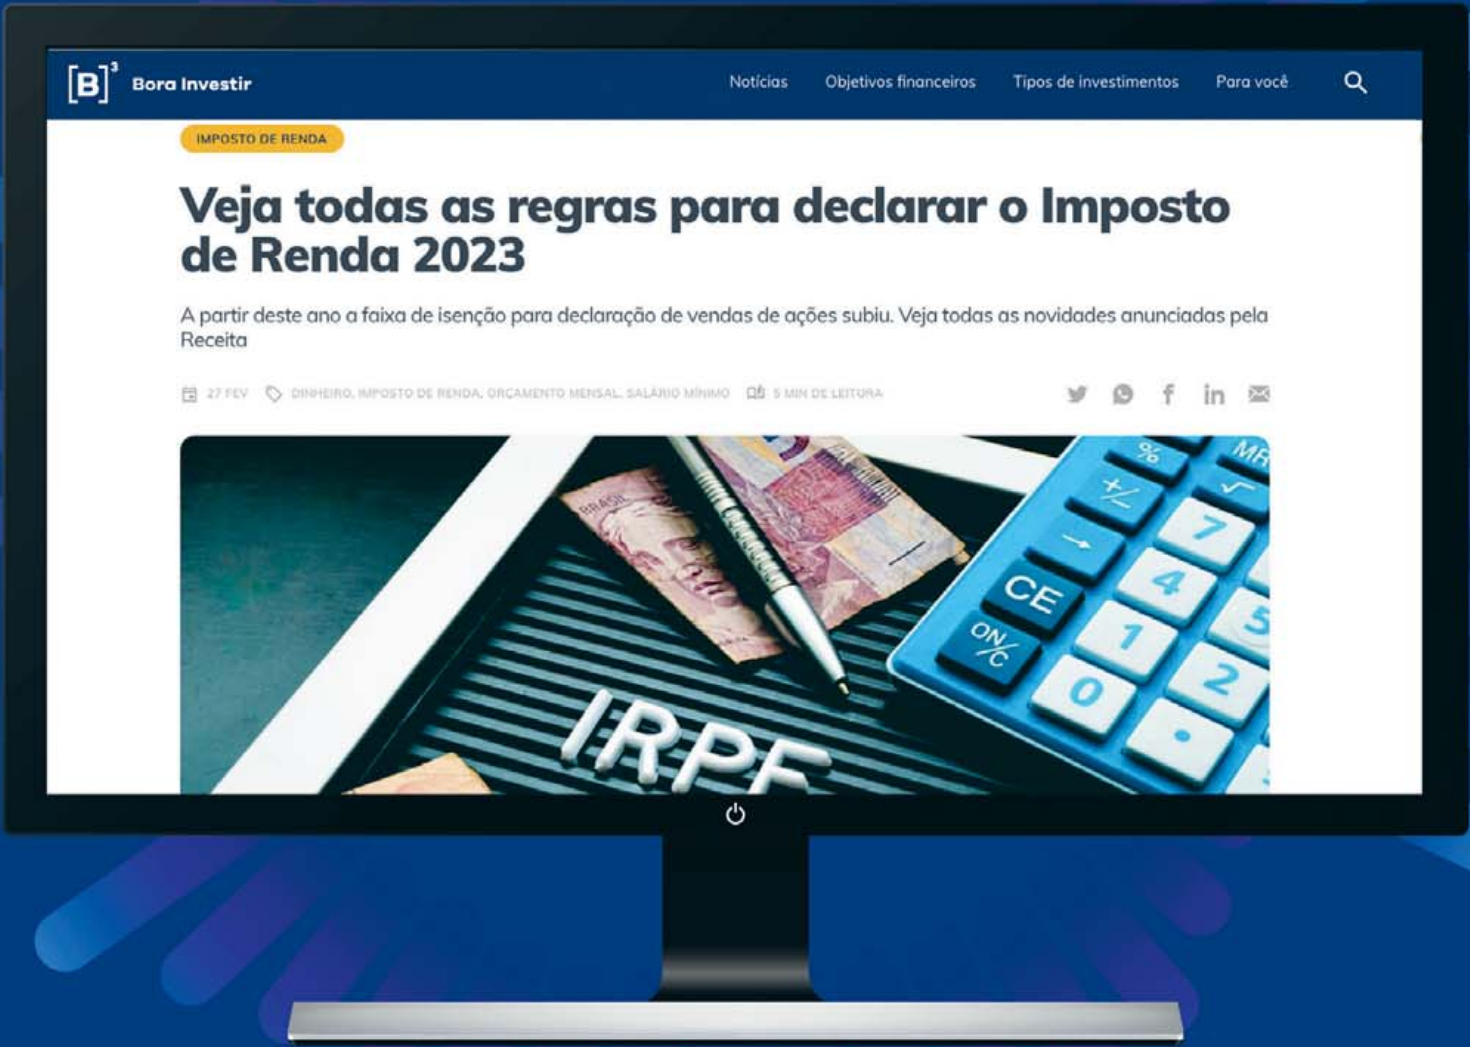 [B]³ Bora Investir
Notícias Objetivos financeiros Tipos de investimentos Para você
IMPOSTO DE RENDA
Veja todas as regras para declarar o Imposto
de Renda 2023
A partir deste ano a faixa de isenção para declaração de vendas de ações subiu. Veja todas as novidades anunciadas pela
Receita
27 FEV DINHEIRO, IMPOSTO DE RENDA, ORÇAMENTO MENSAL, SALÁRIO MÍNIMO 5 MIN DE LEITURA
BRASIL
% MR
+/- √
→ 7
CE 4
5
ON/C 1
2
0
.
IRPF